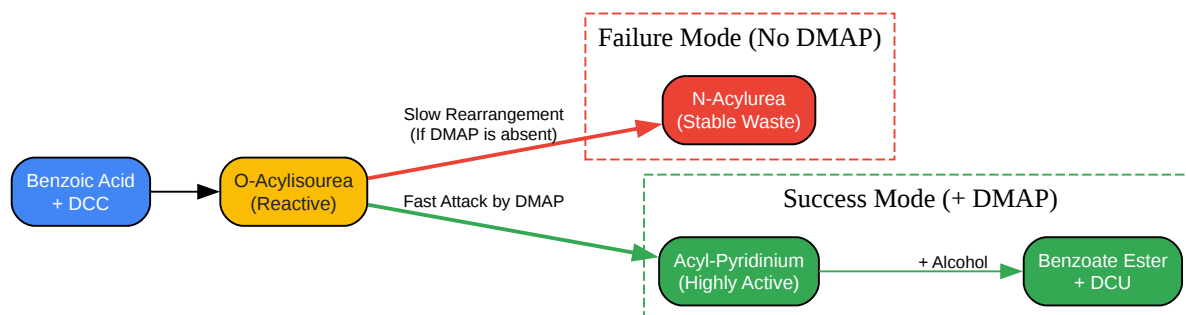 Failure Mode (No DMAP)
N-Acylurea
(Stable Waste)
Slow Rearrangement
(If DMAP is absent)
Benzoic Acid
+ DCC
O-Acylisourea
(Reactive)
Fast Attack by DMAP
Success Mode (+ DMAP)
Acyl-Pyridinium
(Highly Active)
+ Alcohol
Benzoate Ester
+ DCU